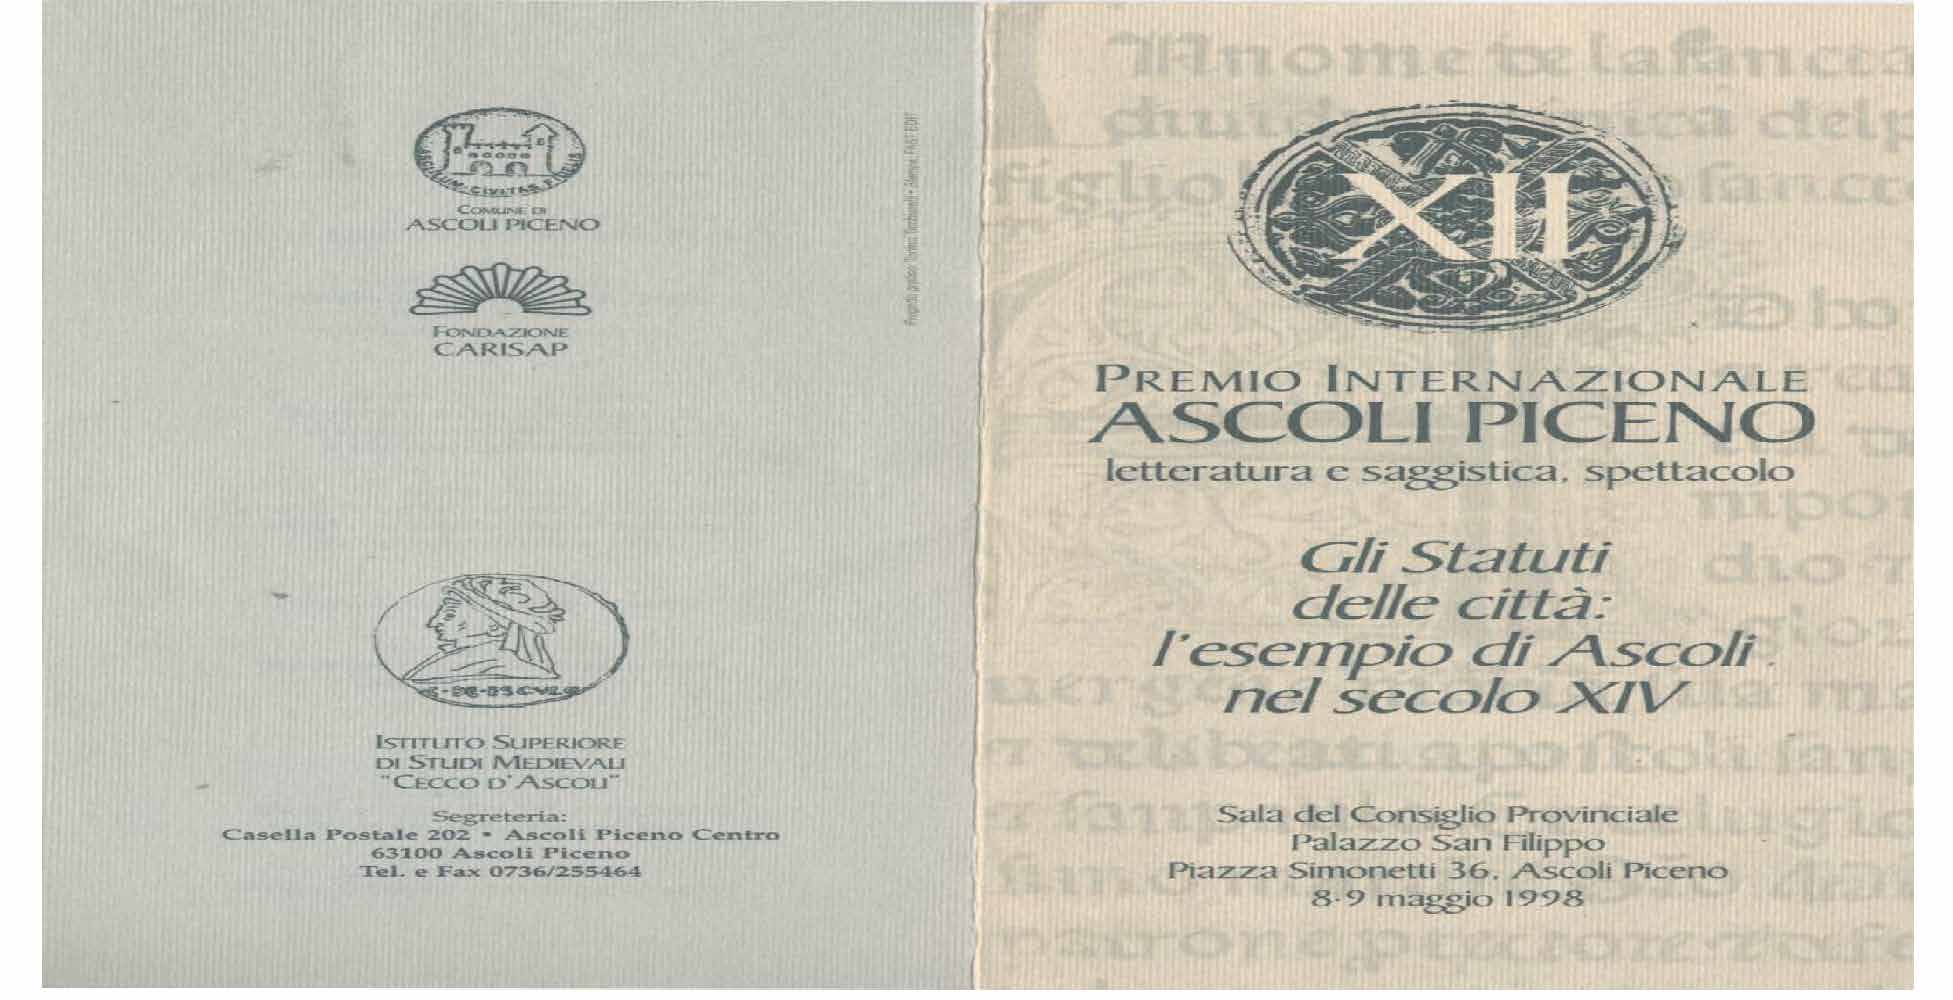 ASCULUM CIVITAS FIDELIS
COMUNE DI
ASCOLI PICENO
FONDAZIONE
CARISAP
ISTITUTO SUPERIORE
DI STUDI MEDIEVALI
"CECCO D'ASCOLI"
Segreteria:
Casella Postale 202 • Ascoli Piceno Centro
63100 Ascoli Piceno
Tel. e Fax 0736/255464
XII
PREMIO INTERNAZIONALE
ASCOLI PICENO
letteratura e saggistica, spettacolo
Gli Statuti
delle città:
l'esempio di Ascoli
nel secolo XIV
Sala del Consiglio Provinciale
Palazzo San Filippo
Piazza Simonetti 36, Ascoli Piceno
8-9 maggio 1998